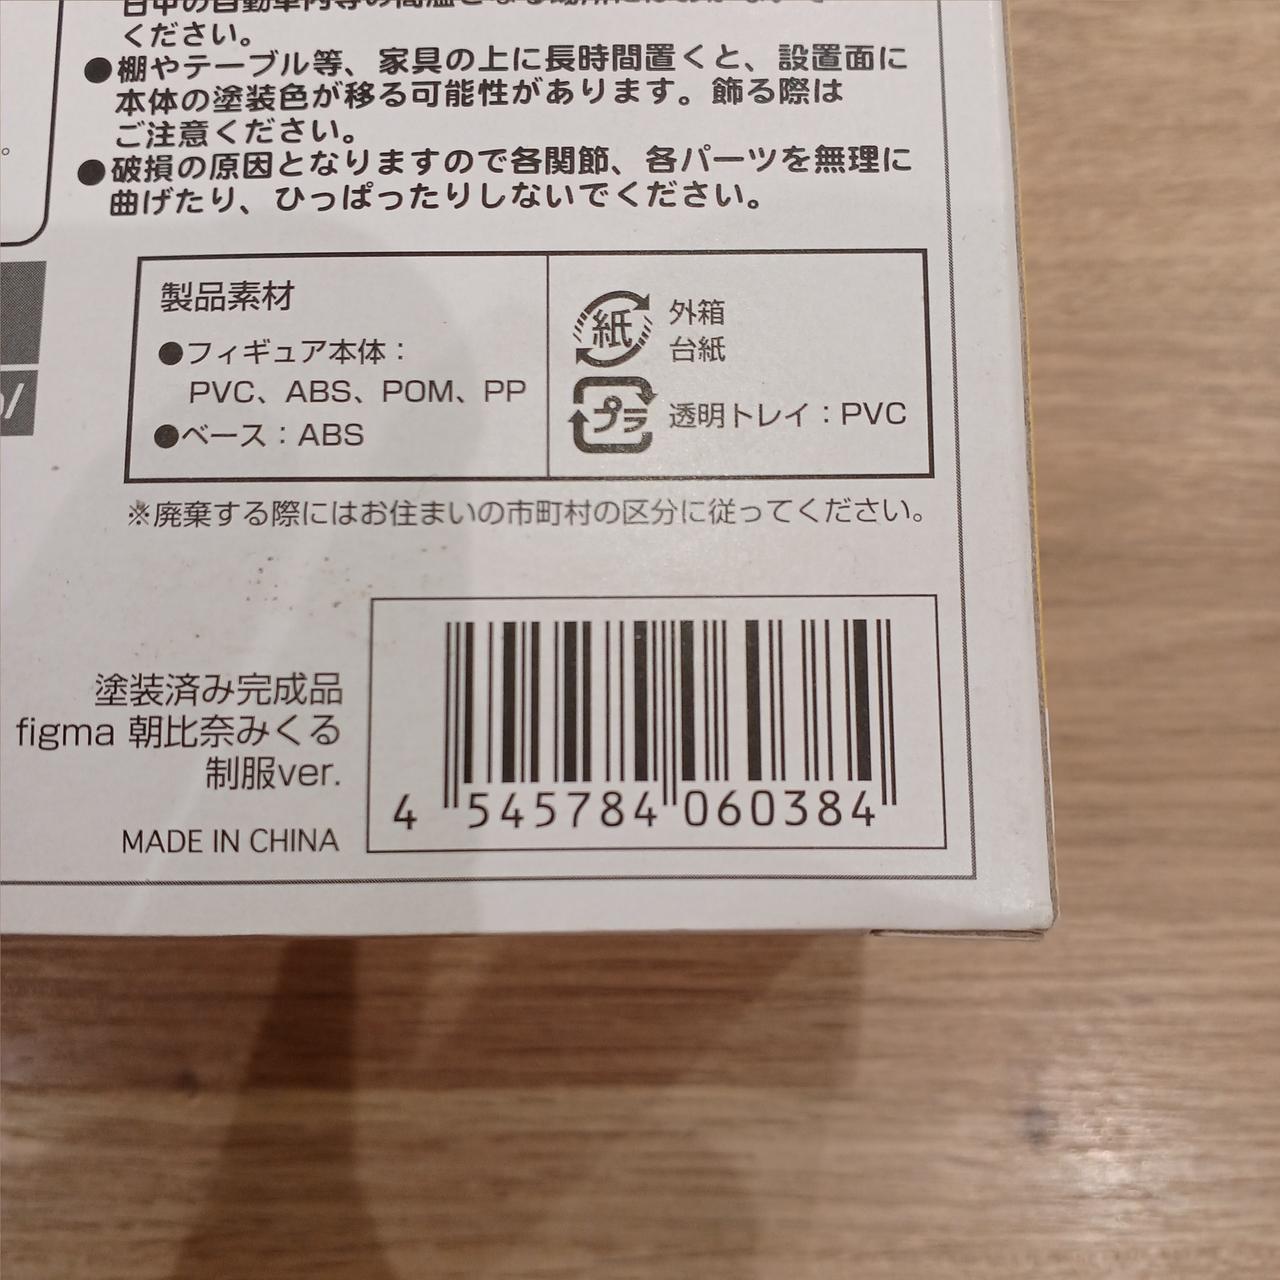 ください。
●棚やテーブル等、家具の上に長時間置くと、設置面に
本体の塗装色が移る可能性があります。飾る際は
ご注意ください。
●破損の原因となりますので各関節、各パーツを無理に
曲げたり、ひっぱったりしないでください。
製品素材
●フィギュア本体：
PVC、ABS、POM、PP
●ベース：ABS
紙
外箱
台紙
プラ
透明トレイ：PVC
※廃棄する際にはお住まいの市町村の区分に従ってください。
塗装済み完成品
figma 朝比奈みくる
制服ver.
MADE IN CHINA
4 545784 060384